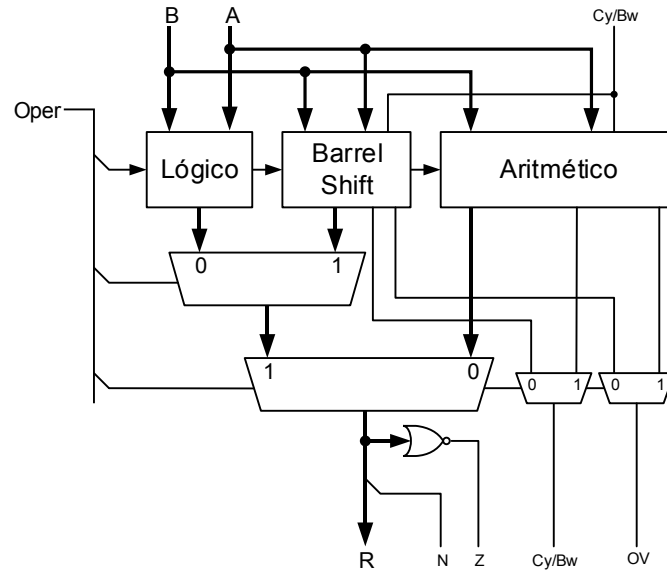 B
A
Cy/Bw
Oper
Lógico
Barrel
Shift
Aritmético
0
1
1
0
0
1
0
1
R
N
Z
Cy/Bw
OV